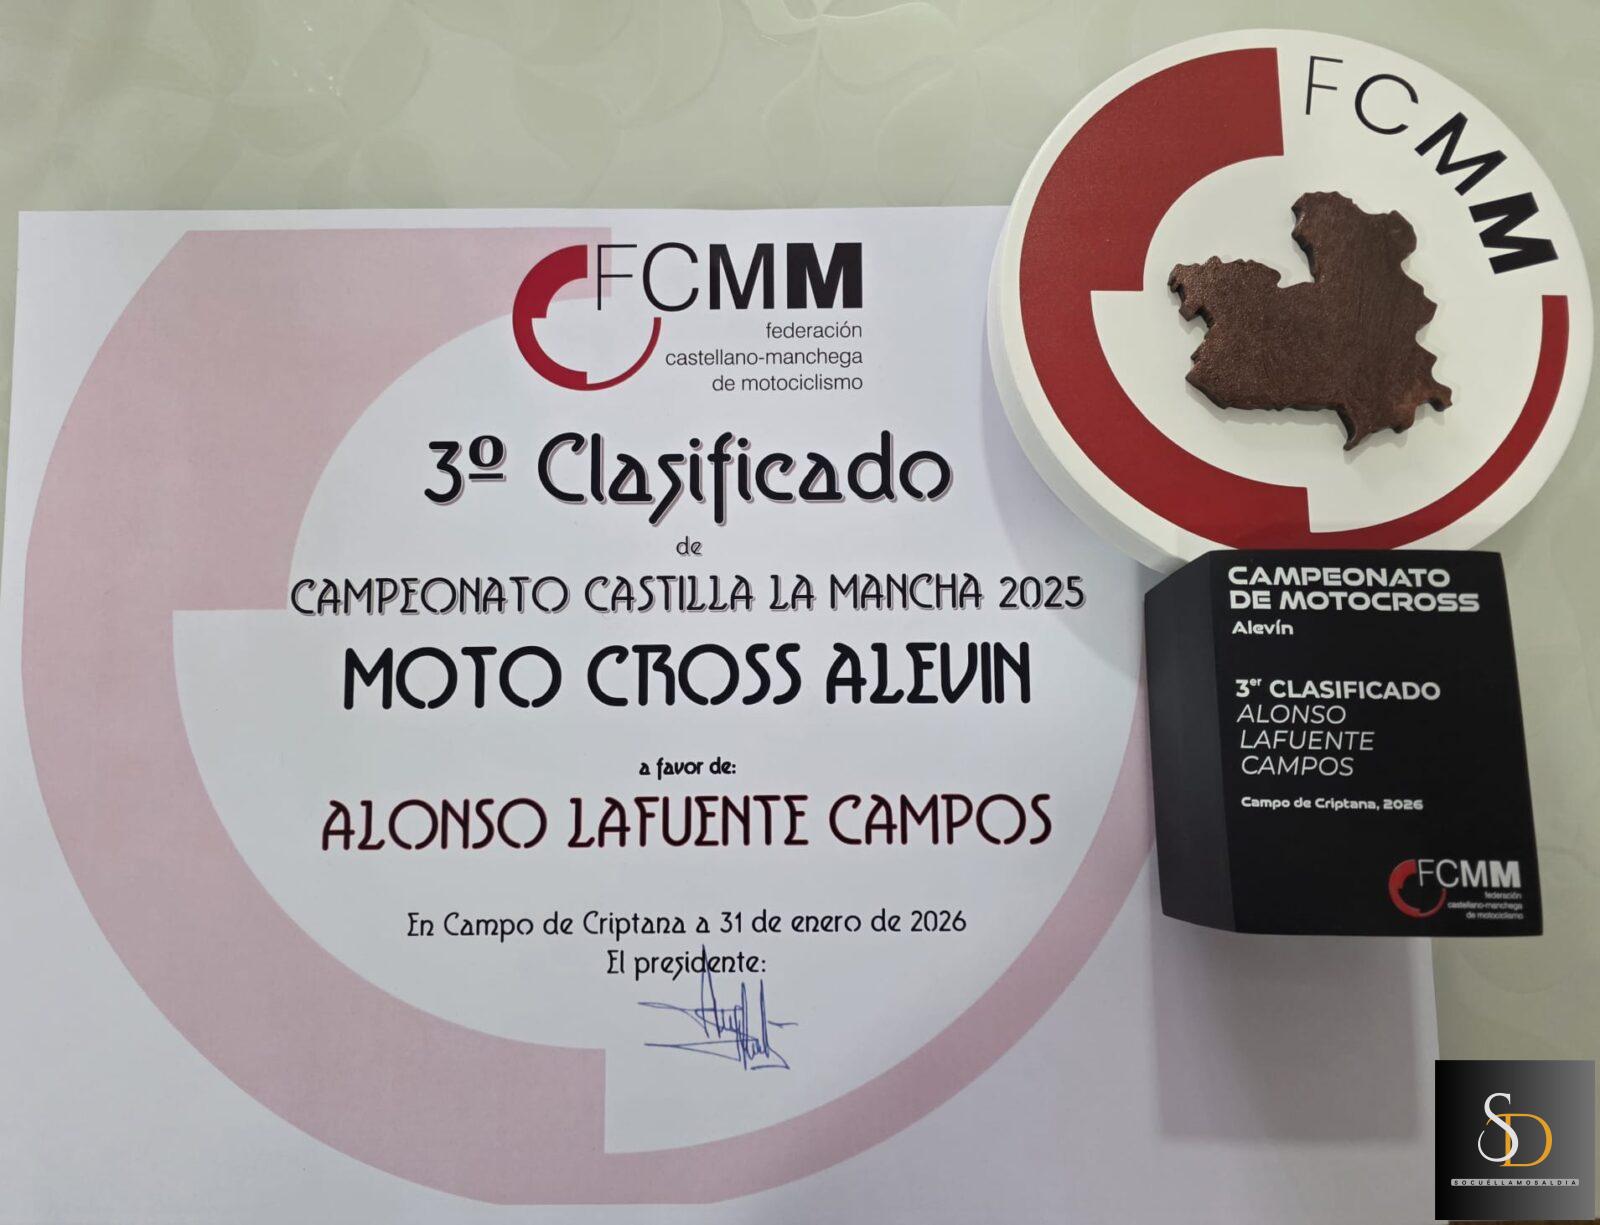 FCMM
federación
castellano-manchega
de motociclismo
3º Clasificado
de
CAMPEONATO CASTILLA LA MANCHA 2025
MOTO CROSS ALEVIN
a favor de:
ALONSO LAFUENTE CAMPOS
En Campo de Criptana a 31 de enero de 2026
El presidente:
FCMM
CAMPEONATO
DE MOTOCROSS
Alevín
3er CLASIFICADO
ALONSO
LAFUENTE
CAMPOS
Campo de Criptana, 2026
FCMM
federación
castellano-manchega
de motociclismo
SD
SOCUÉLLAMOSALDIA